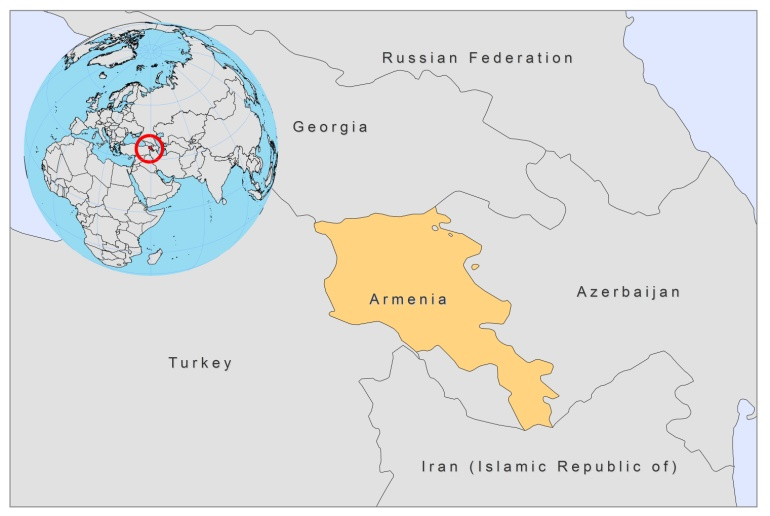 Russian Federation
Georgia
Azerbaijan
Armenia
Turkey
Iran (Islamic Republic of)